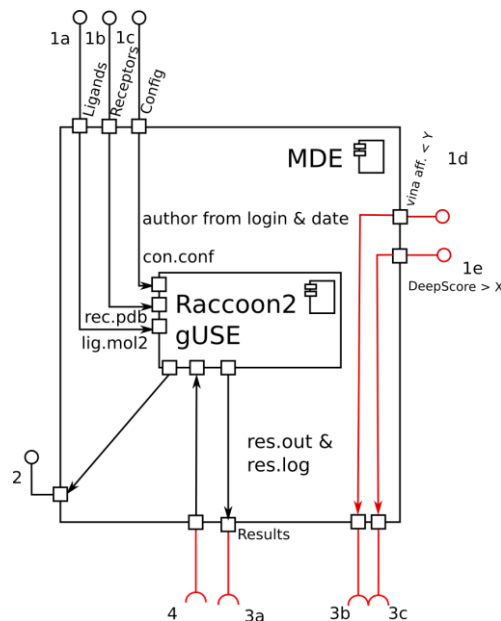 1a
1b
1c
Ligands
Receptors
Config
MDE
vina aff. < Y
1d
author from login & date
con.conf
1e
DeepScore > X
Raccoon2
gUSE
rec.pdb
lig.mol2
res.out &
res.log
2
Results
4
3a
3b
3c